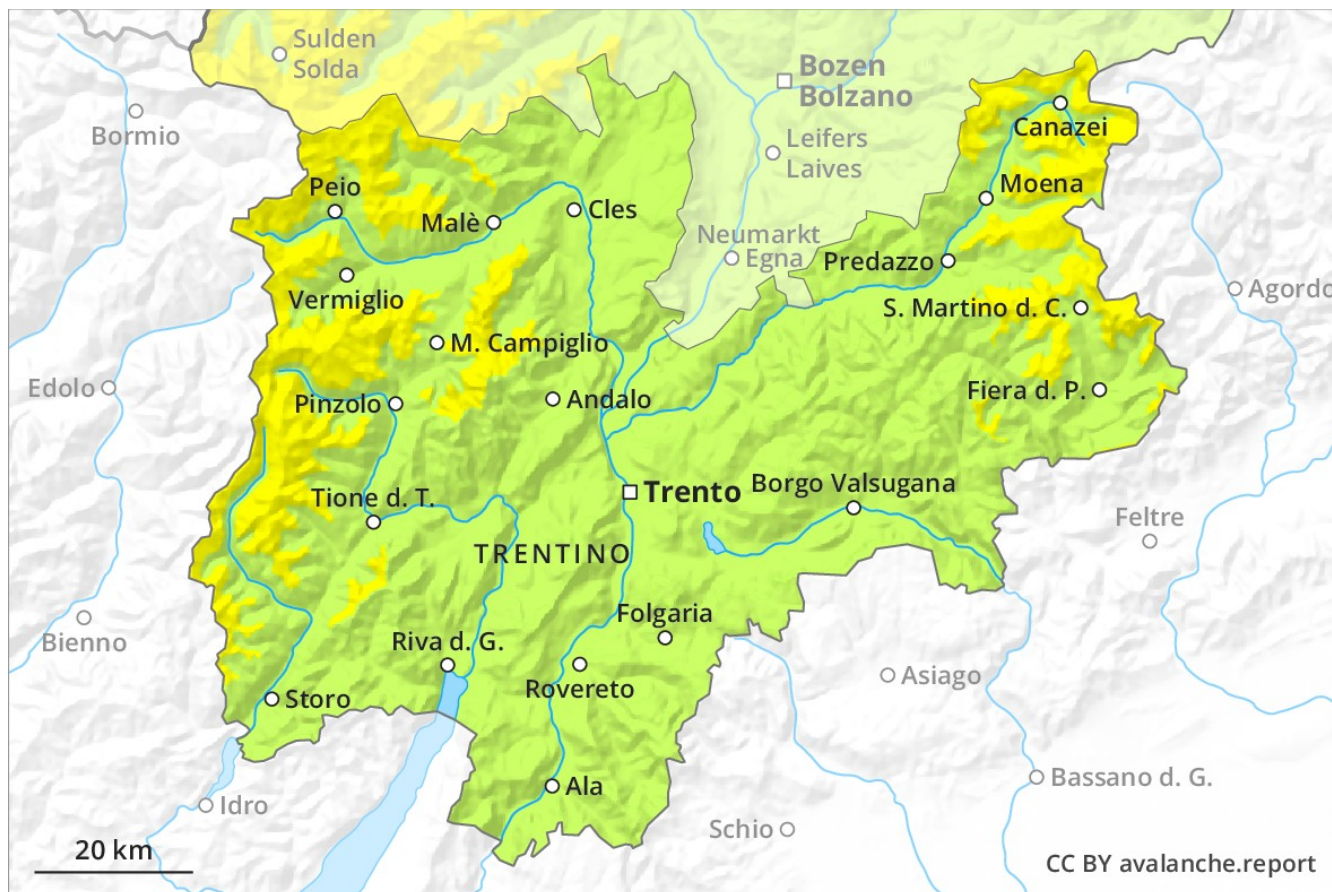 Sulden
Solda
Bozen
Bolzano
Bormio
Canazei
Leifers
Laives
Peio
Moena
Malè
Cles
Neumarkt
Egna
Predazzo
Vermiglio
Agordo
S. Martino d. C.
M. Campiglio
Edolo
Pinzolo
Andalo
Fiera d. P.
Tione d. T.
Trento
Borgo Valsugana
Feltre
TRENTINO
Bienno
Folgaria
Riva d. G.
Asiago
Rovereto
Storo
Ala
Bassano d. G.
Idro
Schio
20 km
CC BY avalanche.report